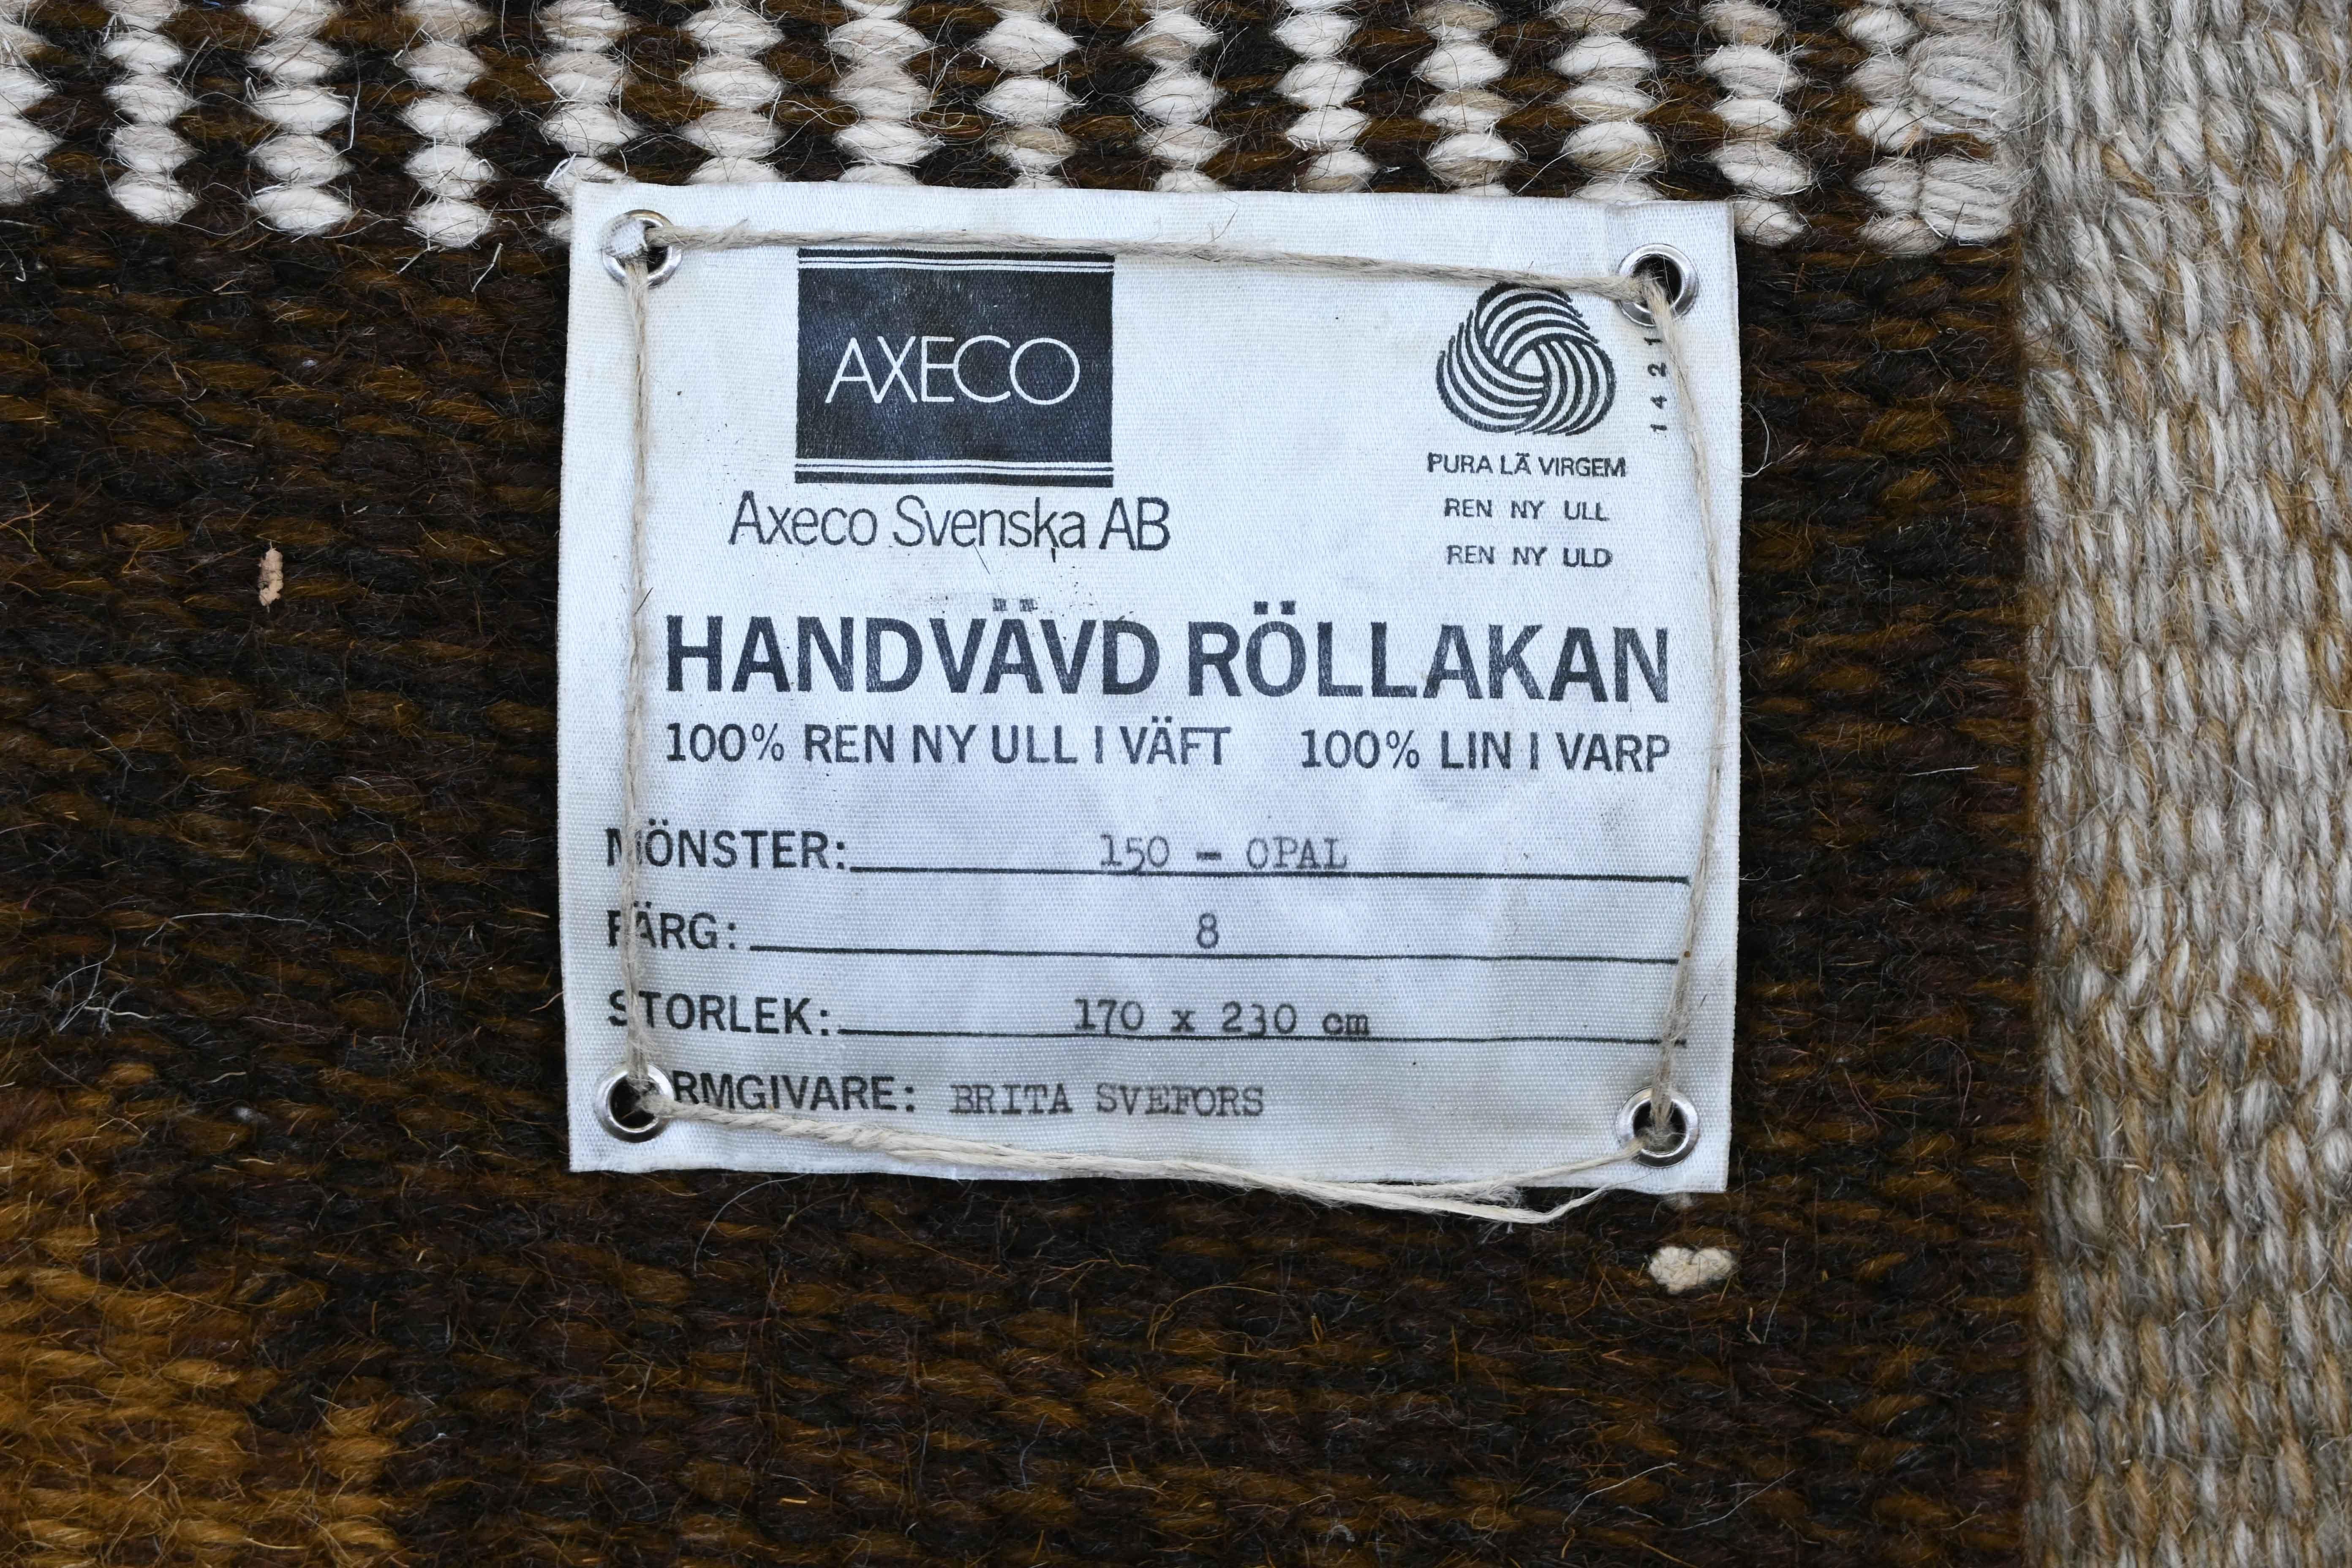 AXECO
Axeco Svenska AB
1421
PURA LÃ VIRGEM
REN NY ULL
REN NY ULD
HANDVÄVD RÖLLAKAN
100% REN NY ULL I VÄFT 100% LIN I VARP
MÖNSTER: 150 - OPAL
FÄRG: 8
STORLEK: 170 x 230 cm
RMGIVARE: BRITA SVEFORS